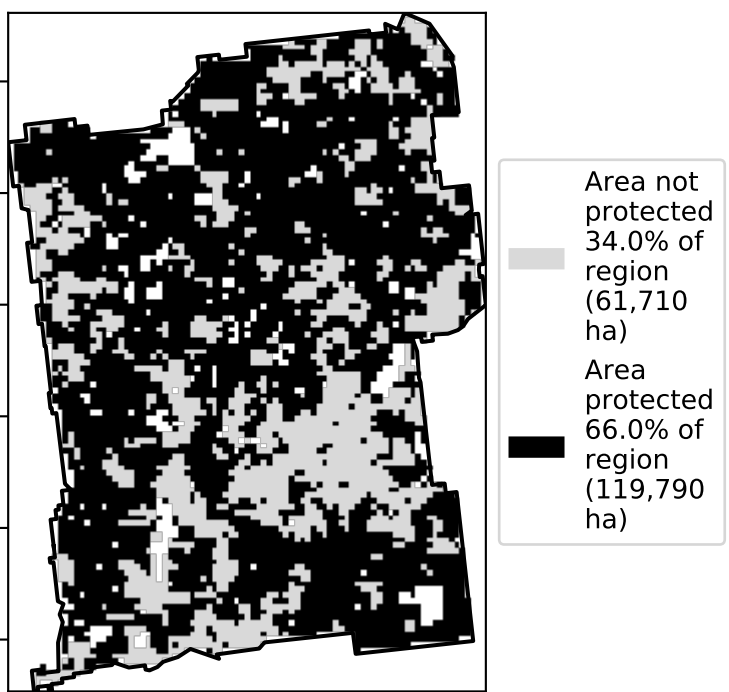 Area not
protected
34.0% of
region
(61,710
ha)
Area
protected
66.0% of
region
(119,790
ha)